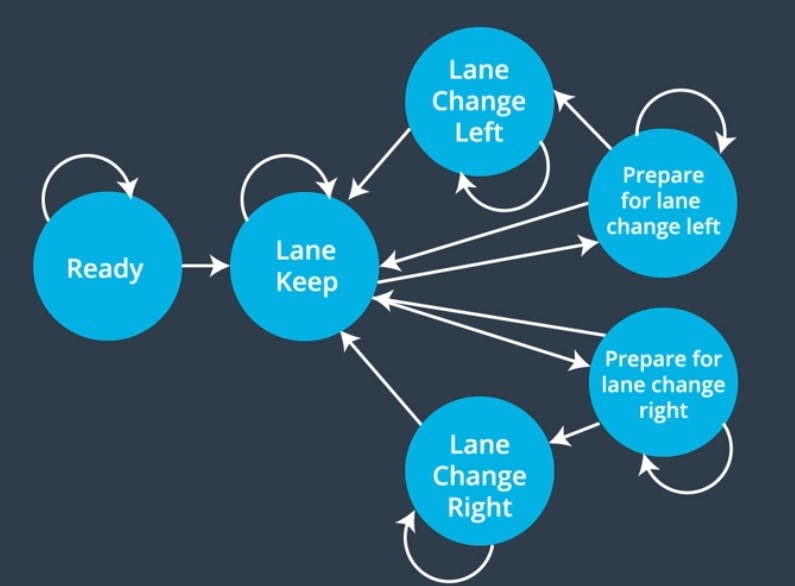 Lane
Change
Left
Prepare
for lane
change left
Ready
Lane
Keep
Prepare for
lane change
right
Lane
Change
Right